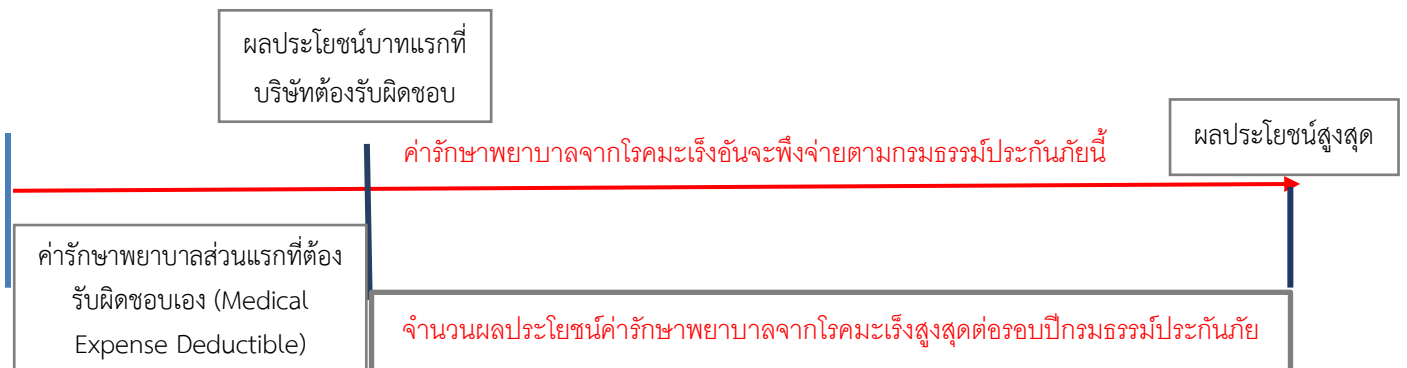 ผลประโยชน์บาทแรกที่
บริษัทต้องรับผิดชอบ
ผลประโยชน์สูงสุด
ค่ารักษาพยาบาลจากโรคมะเร็งอันจะพึงจ่ายตามกรมธรรม์ประกันภัยนี้
ค่ารักษาพยาบาลส่วนแรกที่ต้อง
รับผิดชอบเอง (Medical
Expense Deductible)
จำนวนผลประโยชน์ค่ารักษาพยาบาลจากโรคมะเร็งสูงสุดต่อรอบปีกรมธรรม์ประกันภัย